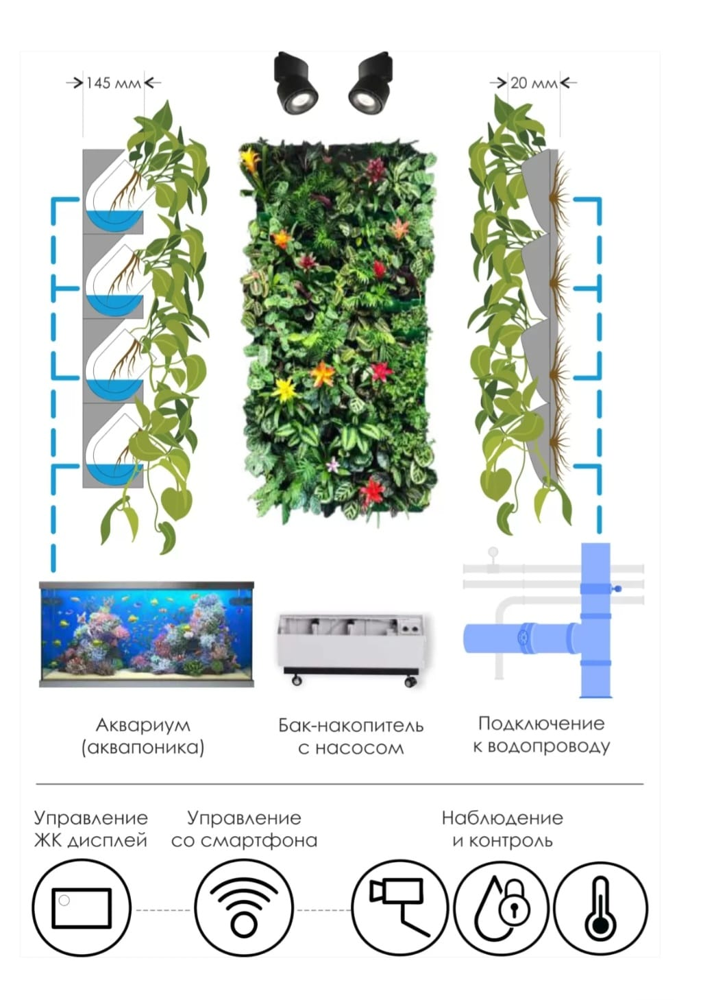 145 мм
20 мм
Аквариум
(аквапоника)
Бак-накопитель
с насосом
Подключение
к водопроводу
Управление
ЖК дисплей
Управление
со смартфона
Наблюдение
и контроль